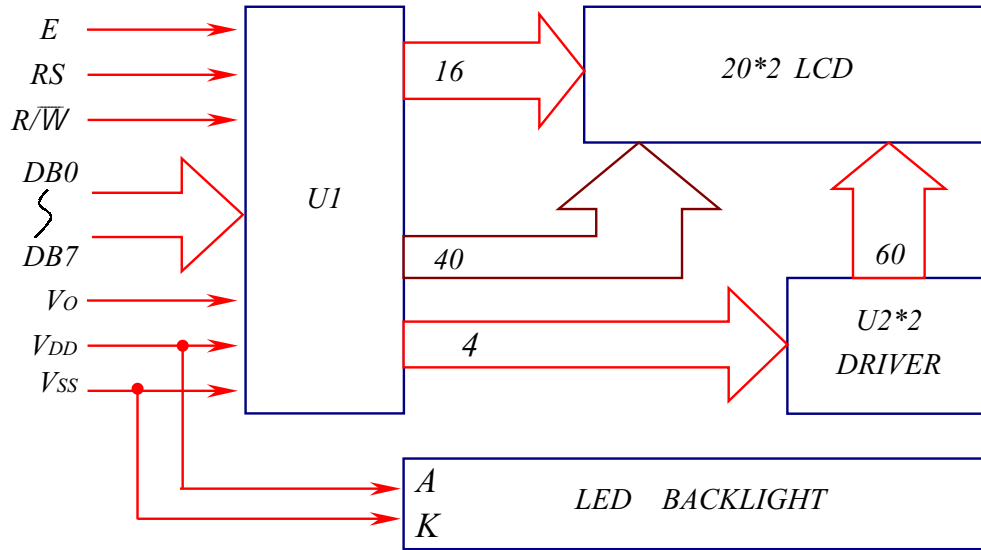 E
RS
R/W̅
DB0
DB7
VO
VDD
VSS
U1
16
40
4
20*2 LCD
60
U2*2
DRIVER
A
K
LED BACKLIGHT